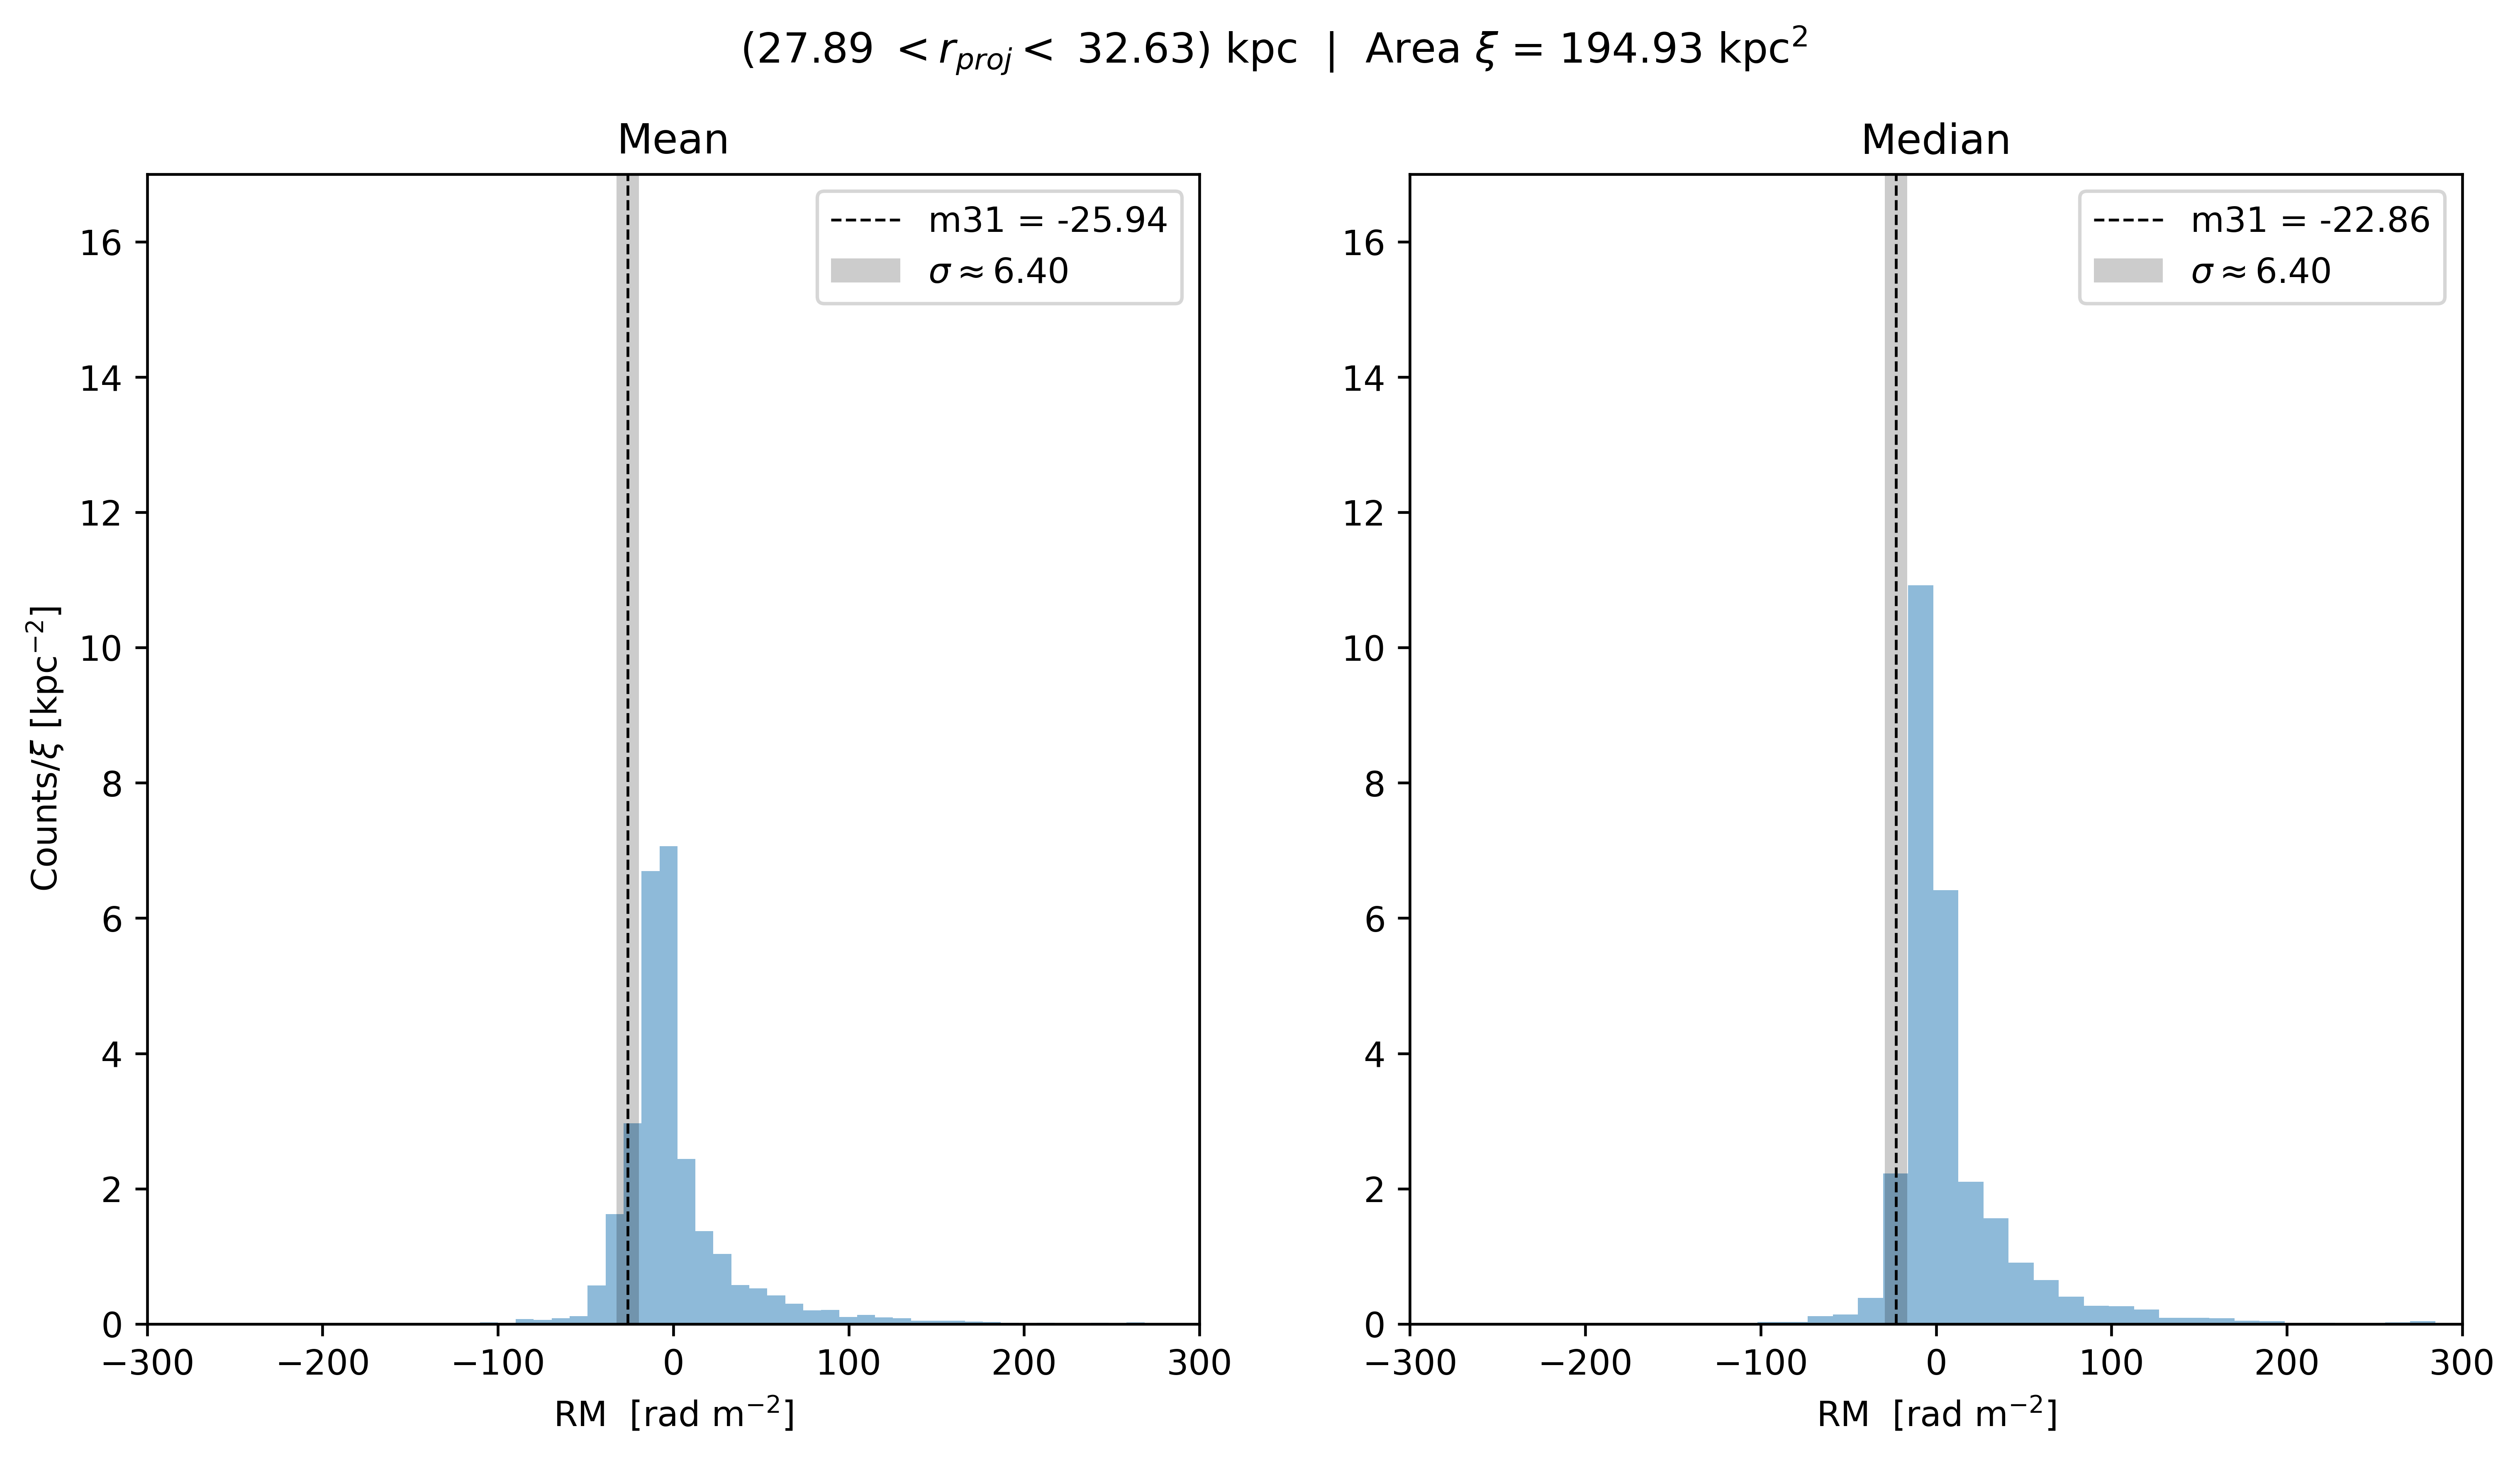 (27.89 < r_proj < 32.63) kpc | Area ξ = 194.93 kpc²
Mean
m31 = -25.94
σ ≈ 6.40
16
14
12
10
8
6
4
2
0
Counts/ξ [kpc⁻²]
−300 −200 −100 0 100 200 300
RM [rad m⁻²]
Median
m31 = -22.86
σ ≈ 6.40
16
14
12
10
8
6
4
2
0
−300 −200 −100 0 100 200 300
RM [rad m⁻²]